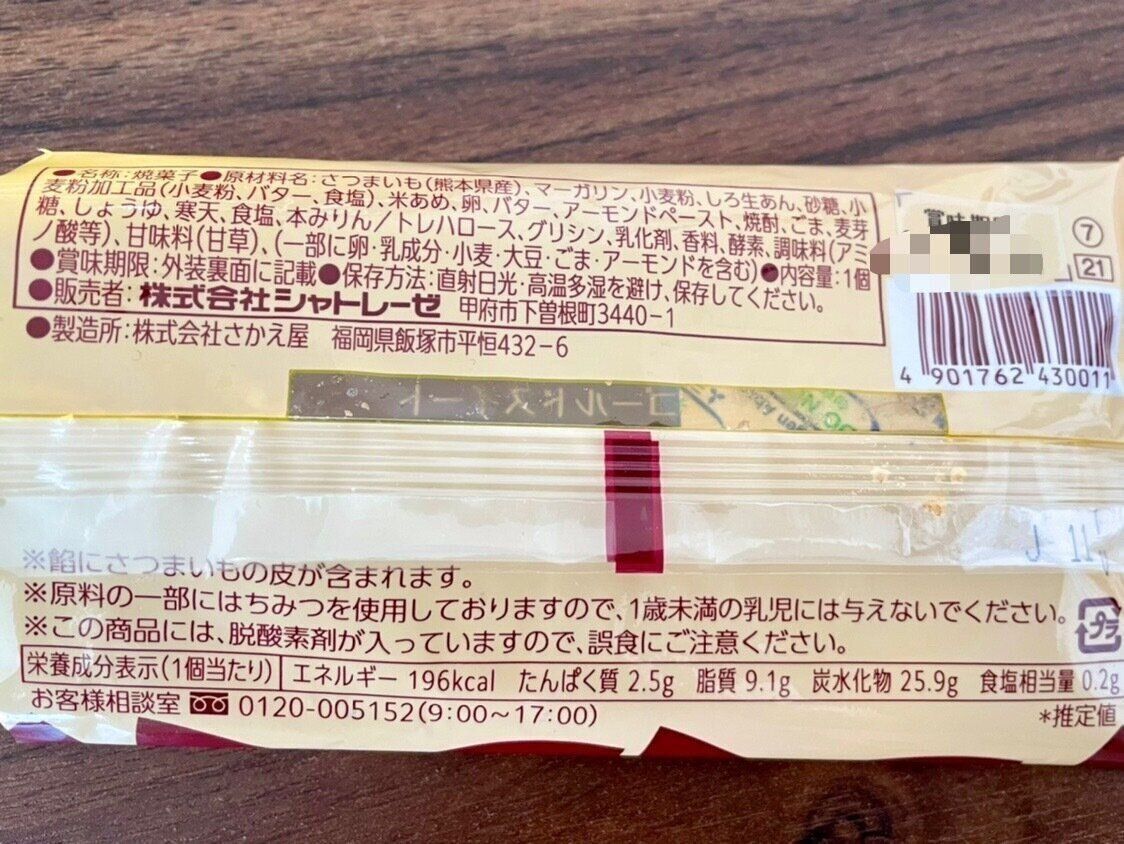 ●名称:焼菓子●原材料名:さつまいも(熊本県産)、マーガリン、小麦粉、しろ生あん、砂糖、小
麦粉加工品(小麦粉、バター、食塩)、米あめ、卵、バター、アーモンドペースト、焼酎、ごま、麦芽
糖、しょうゆ、寒天、食塩、本みりん/トレハロース、グリシン、乳化剤、香料、酵素、調味料(アミ
ノ酸等)、甘味料(甘草)、(一部に卵・乳成分・小麦・大豆・ごま・アーモンドを含む)●内容量:1個
●賞味期限:外装裏面に記載●保存方法:直射日光・高温多湿を避け、保存してください。
●販売者:株式会社シャトレーゼ 甲府市下曽根町3440-1
●製造所:株式会社さかえ屋 福岡県飯塚市平恒432-6
賞味期限
⑦
21
4 901762 430011
ゴールドスイート
※餡にさつまいもの皮が含まれます。
※原料の一部にはちみつを使用しておりますので、1歳未満の乳児には与えないでください。
※この商品には、脱酸素剤が入っていますので、誤食にご注意ください。
プラ
栄養成分表示(1個当たり) エネルギー 196kcal たんぱく質 2.5g 脂質 9.1g 炭水化物 25.9g 食塩相当量 0.2g
お客様相談室 0120-005152(9:00～17:00)
*推定値